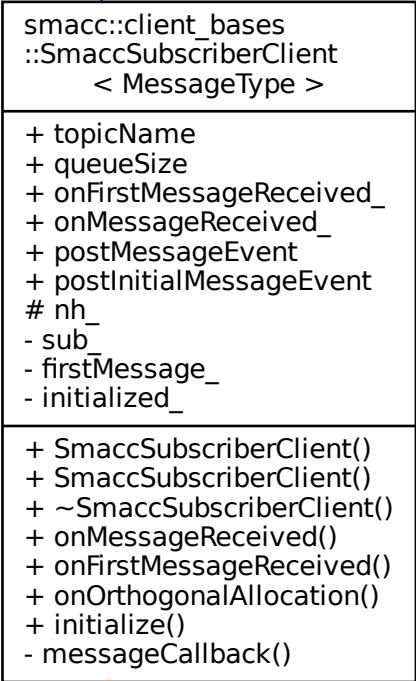 smacc::client_bases
::SmaccSubscriberClient
< MessageType >
+ topicName
+ queueSize
+ onFirstMessageReceived_
+ onMessageReceived_
+ postMessageEvent
+ postInitialMessageEvent
# nh_
- sub_
- firstMessage_
- initialized_
+ SmaccSubscriberClient()
+ SmaccSubscriberClient()
+ ~SmaccSubscriberClient()
+ onMessageReceived()
+ onFirstMessageReceived()
+ onOrthogonalAllocation()
+ initialize()
- messageCallback()